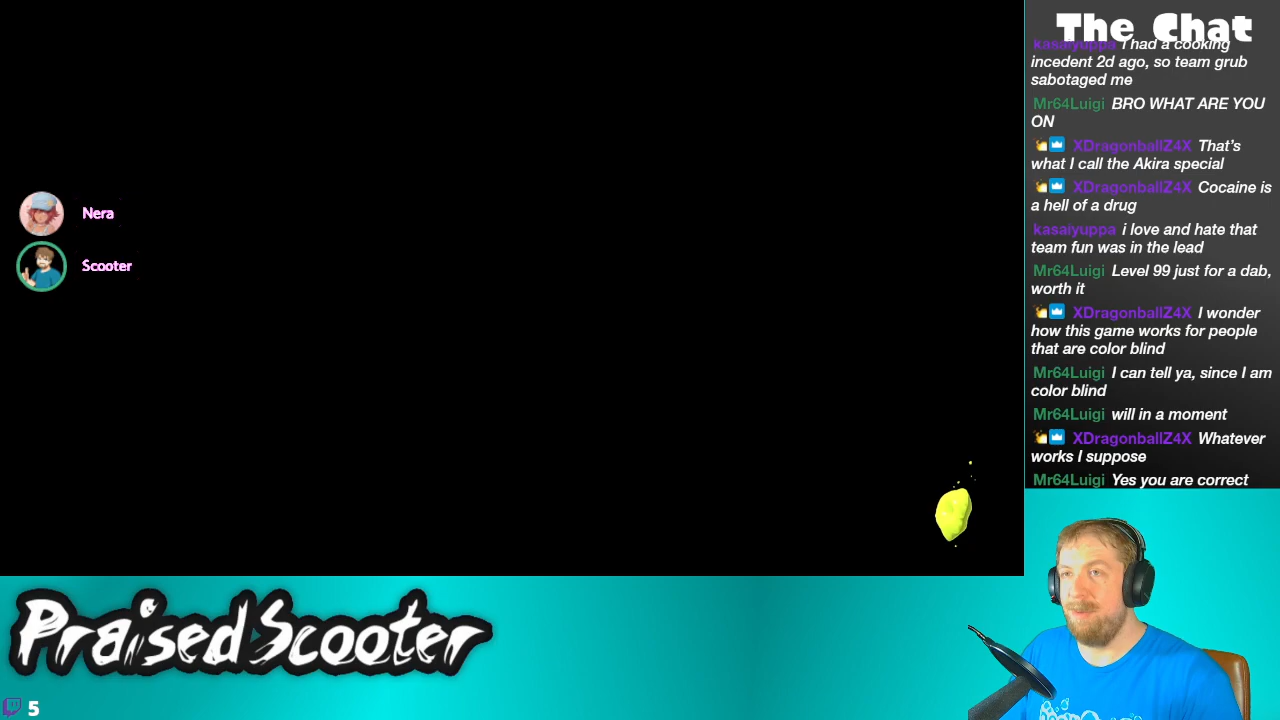 The Chat
kasaiyuppa I had a cooking
incedent 2d ago, so team grub
sabotaged me
Mr64Luigi BRO WHAT ARE YOU
ON
XDragonballZ4X That's
what I call the Akira special
XDragonballZ4X Cocaine is
a hell of a drug
kasaiyuppa i love and hate that
team fun was in the lead
Mr64Luigi Level 99 just for a dab,
worth it
XDragonballZ4X I wonder
how this game works for people
that are color blind
Mr64Luigi I can tell ya, since I am
color blind
Mr64Luigi will in a moment
XDragonballZ4X Whatever
works I suppose
Mr64Luigi Yes you are correct
Nera
Scooter
PraisedScooter
5